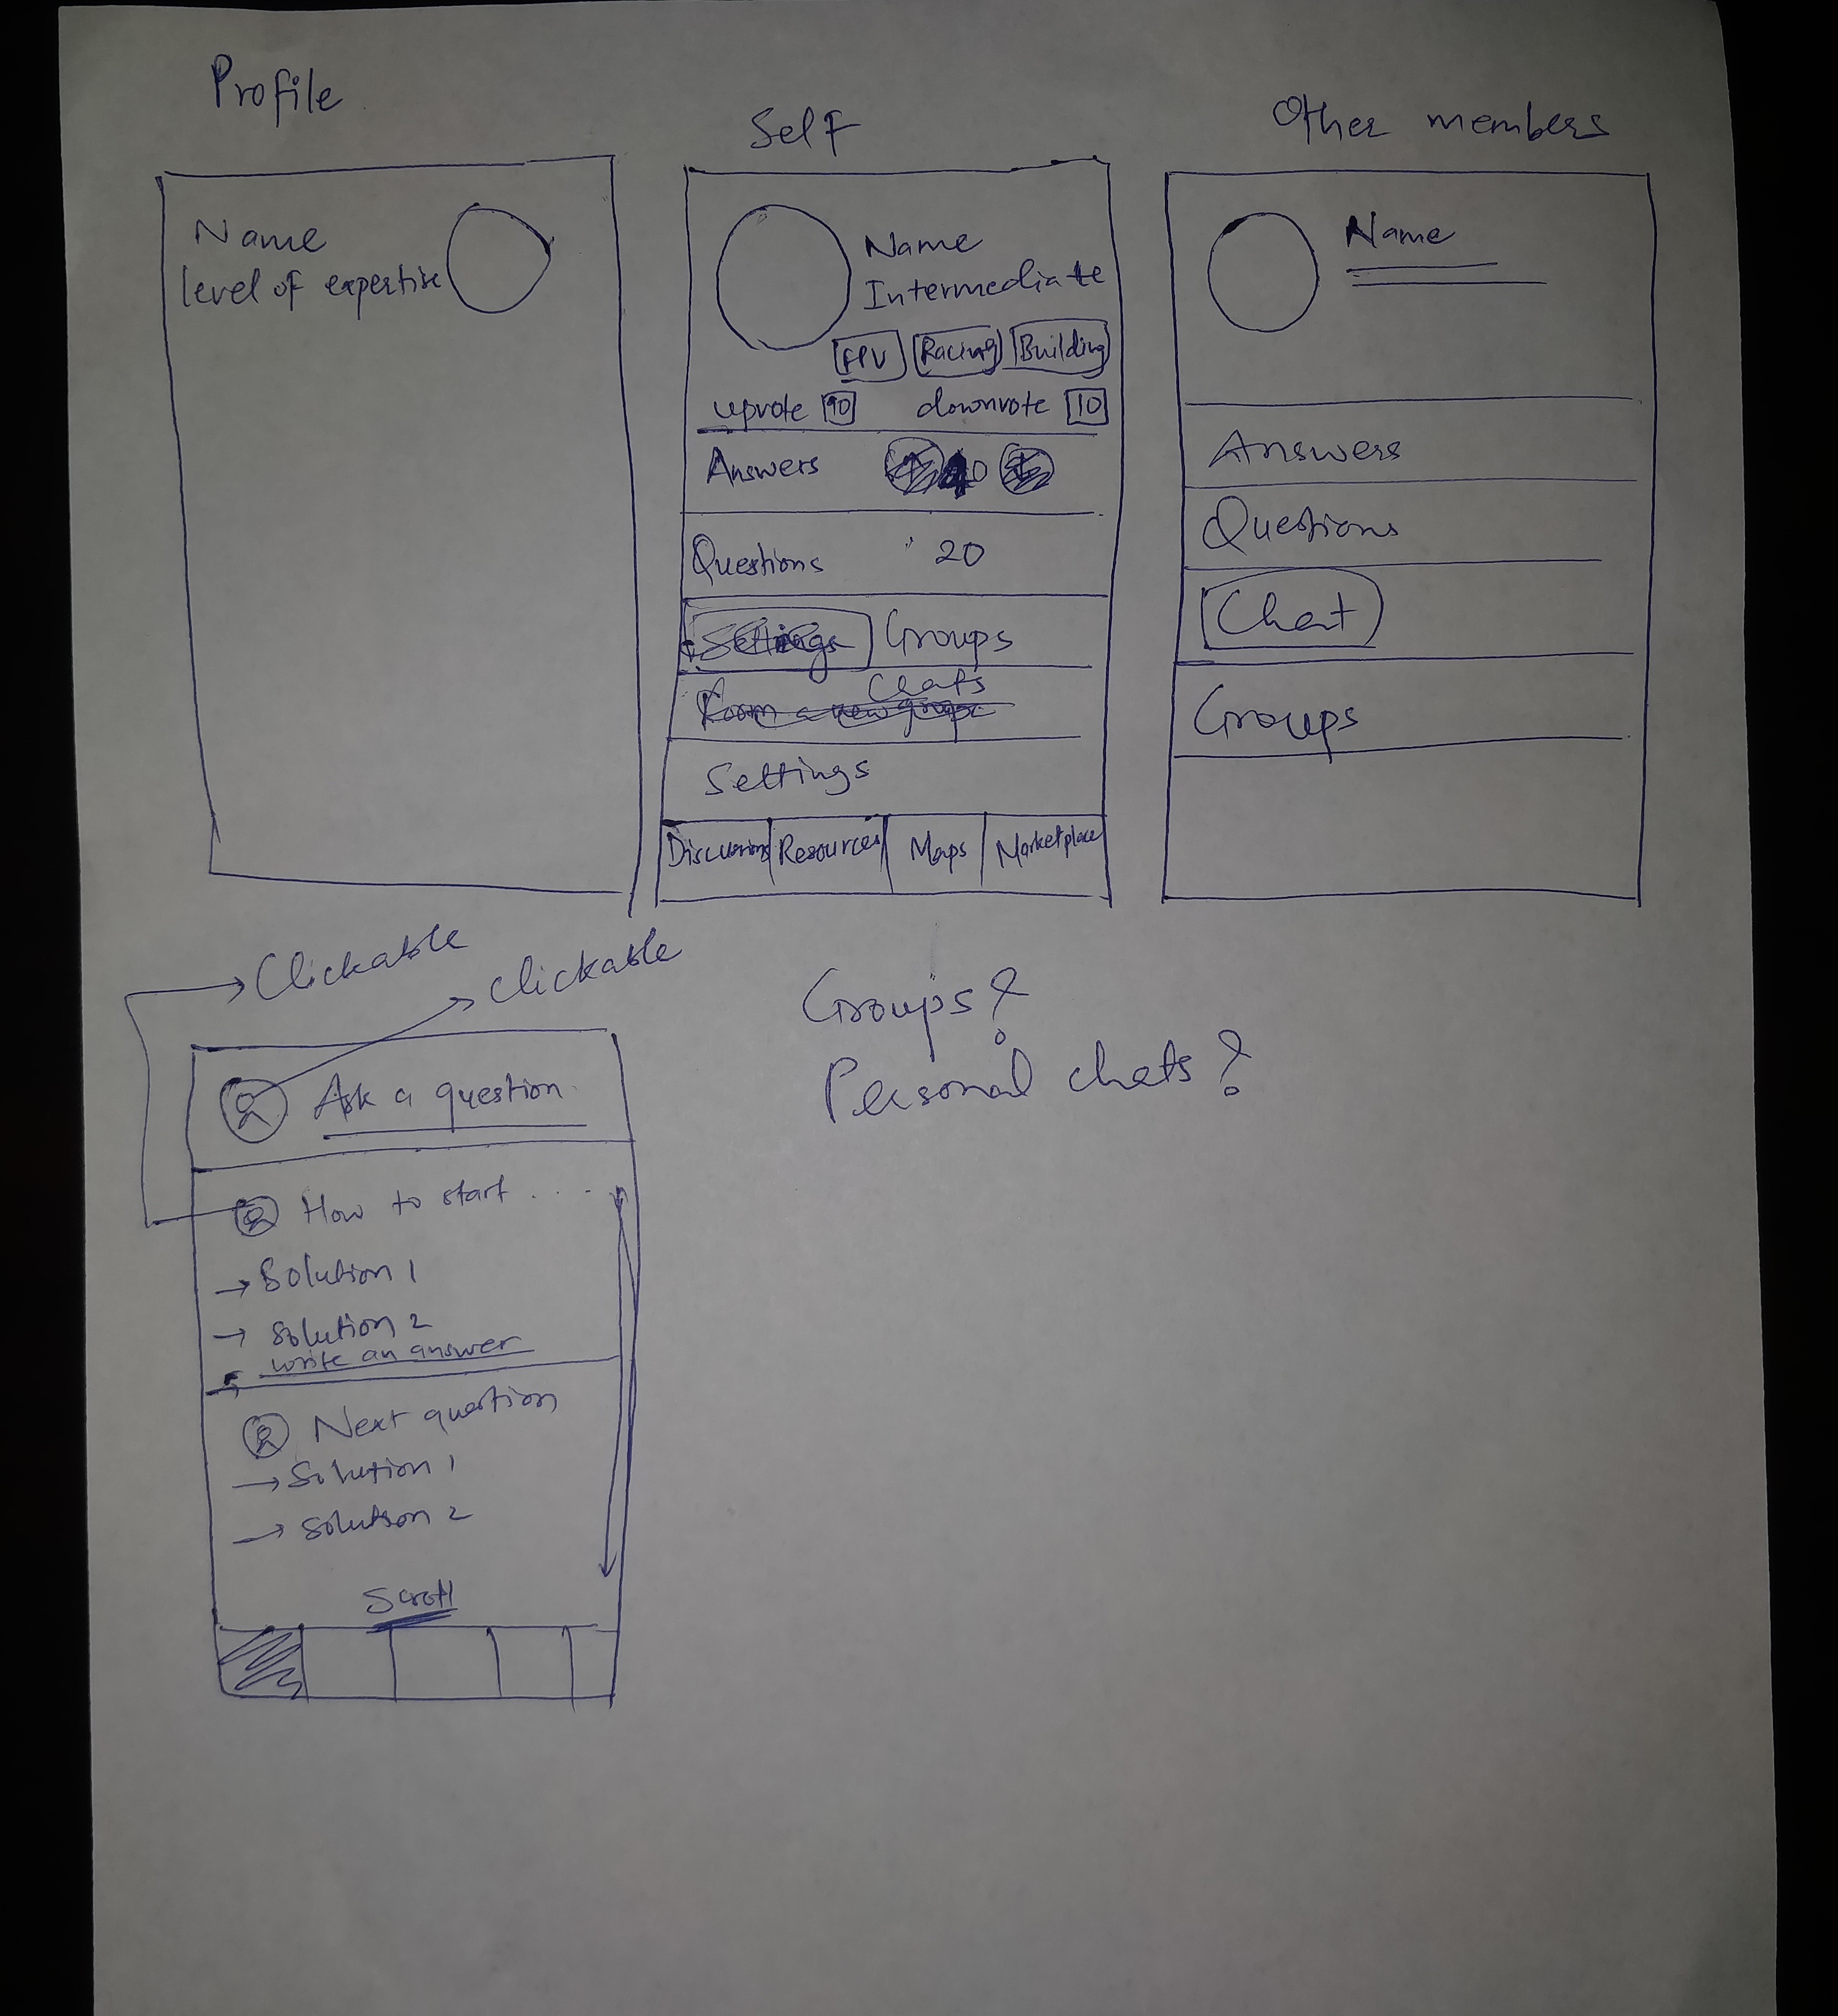 Profile
Self
Other members
Name
level of expertise
Name
Intermediate
FPV Racing Building
upvote 90 downvote 10
Answers 40
Questions 20
Settings Groups
Chats
Form a new group
Settings
Discussions Resources Maps Marketplace
Name
Answers
Questions
Chat
Groups
Clickable
clickable
Groups?
Personal chats?
Ask a question
How to start ....
→ Solution 1
→ Solution 2
write an answer
Next question
→ Solution 1
→ Solution 2
Scroll